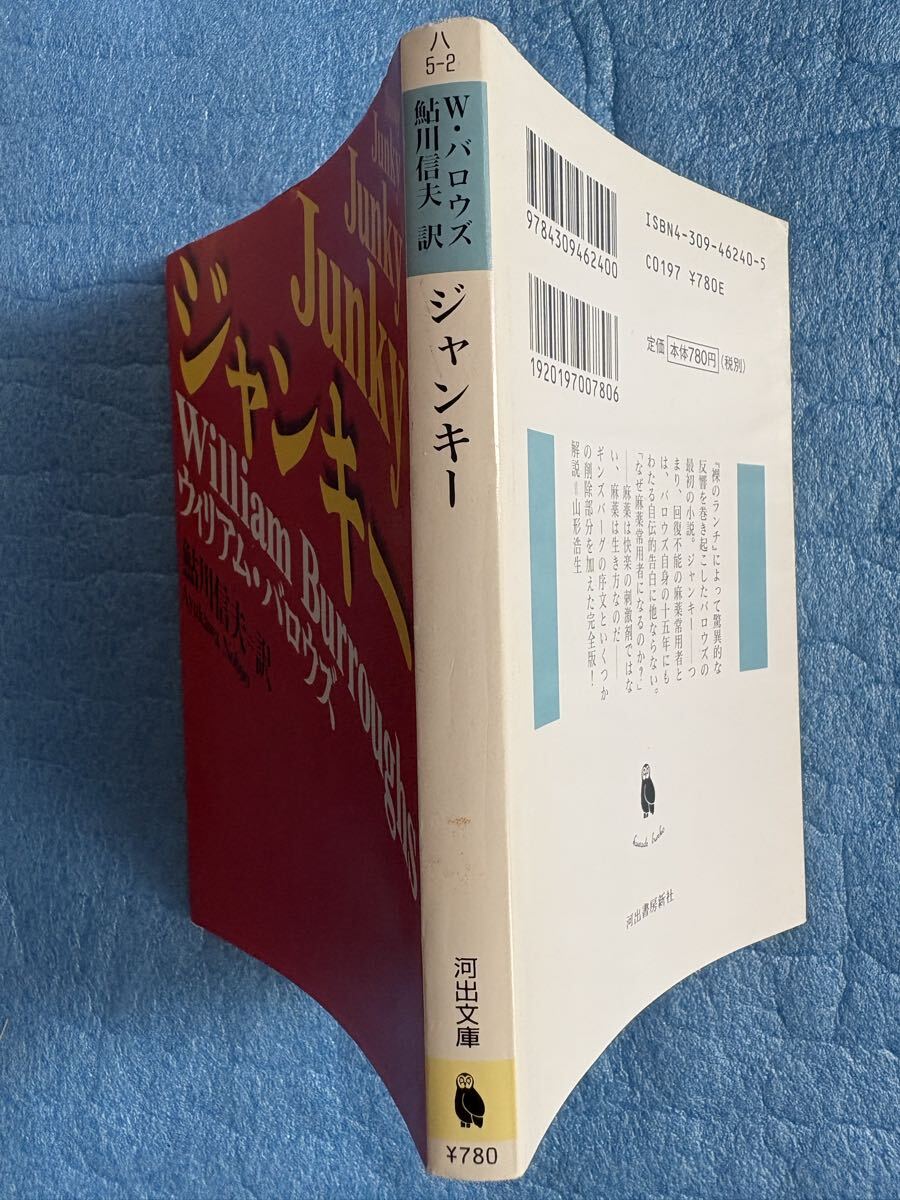 Junky
Junky
Junky
ジャンキー
William Burroughs
ウィリアム・バロウズ、
鮎川信夫 訳
Ayukawa Nobuo
ハ
5-2
W・バロウズ
鮎川信夫 訳
ジャンキー
河出文庫
¥780
9784309462400
ISBN4-309-46240-5
C0197 ¥780E
1920197007806
定価 本体780円(税別)
『裸のランチ』によって驚異的な
反響を巻き起こしたバロウズの
最初の小説。ジャンキー──つ
まり、回復不能の麻薬常用者と
は、バロウズ自身の十五年にも
わたる自伝的告白に他ならない。
「なぜ麻薬常用者になるのか?」
──麻薬は快楽の刺激剤ではな
い、麻薬は生き方なのだ──
ギンズバーグの序文といくつか
の削除部分を加えた完全版！
解説＝山形浩生
kawade bunko
河出書房新社